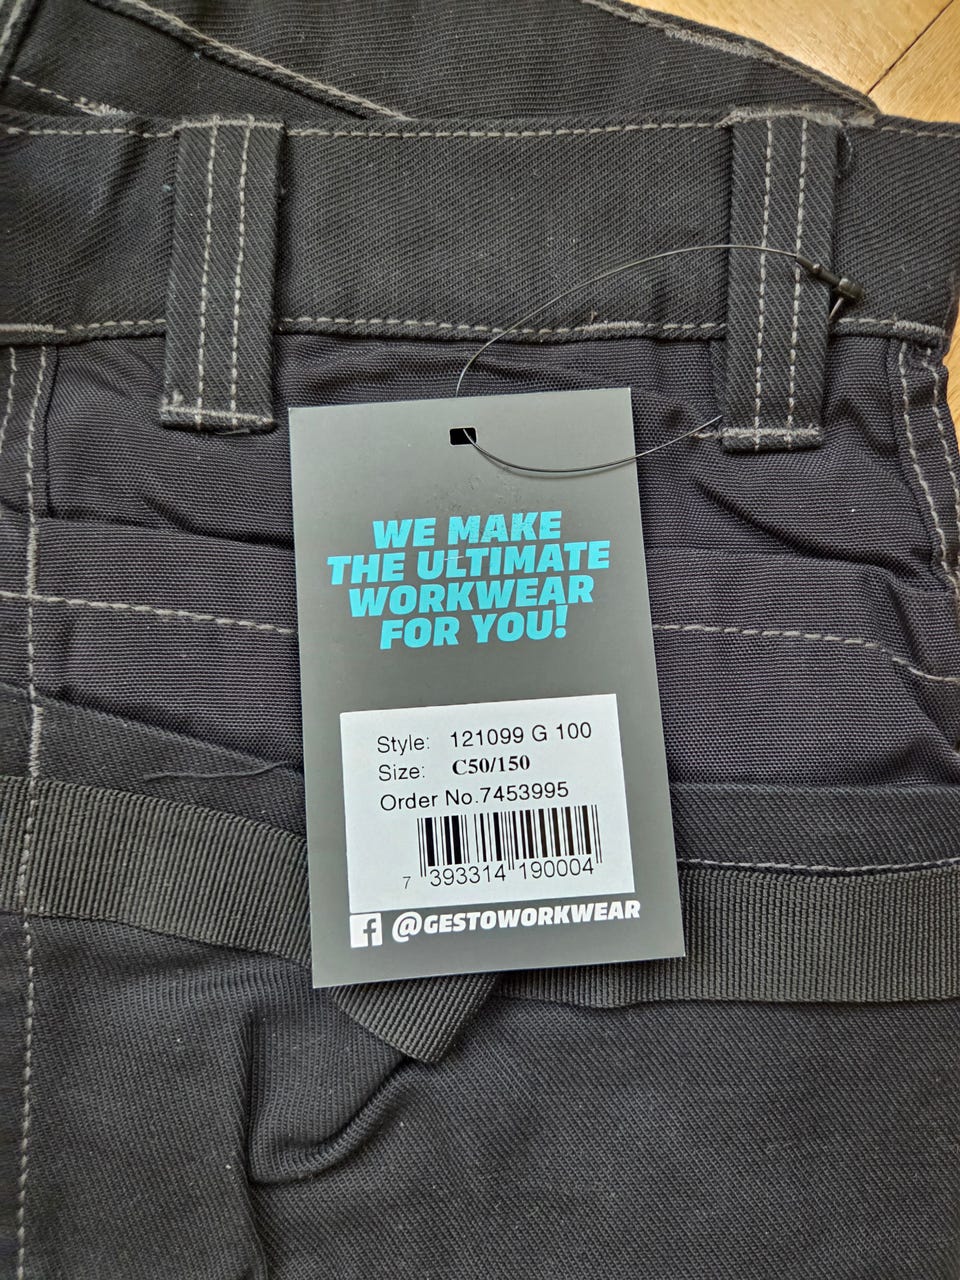 WE MAKE
THE ULTIMATE
WORKWEAR
FOR YOU!
Style: 121099 G 100
Size: C50/150
Order No.7453995
7 393314 190004
f @GESTOWORKWEAR